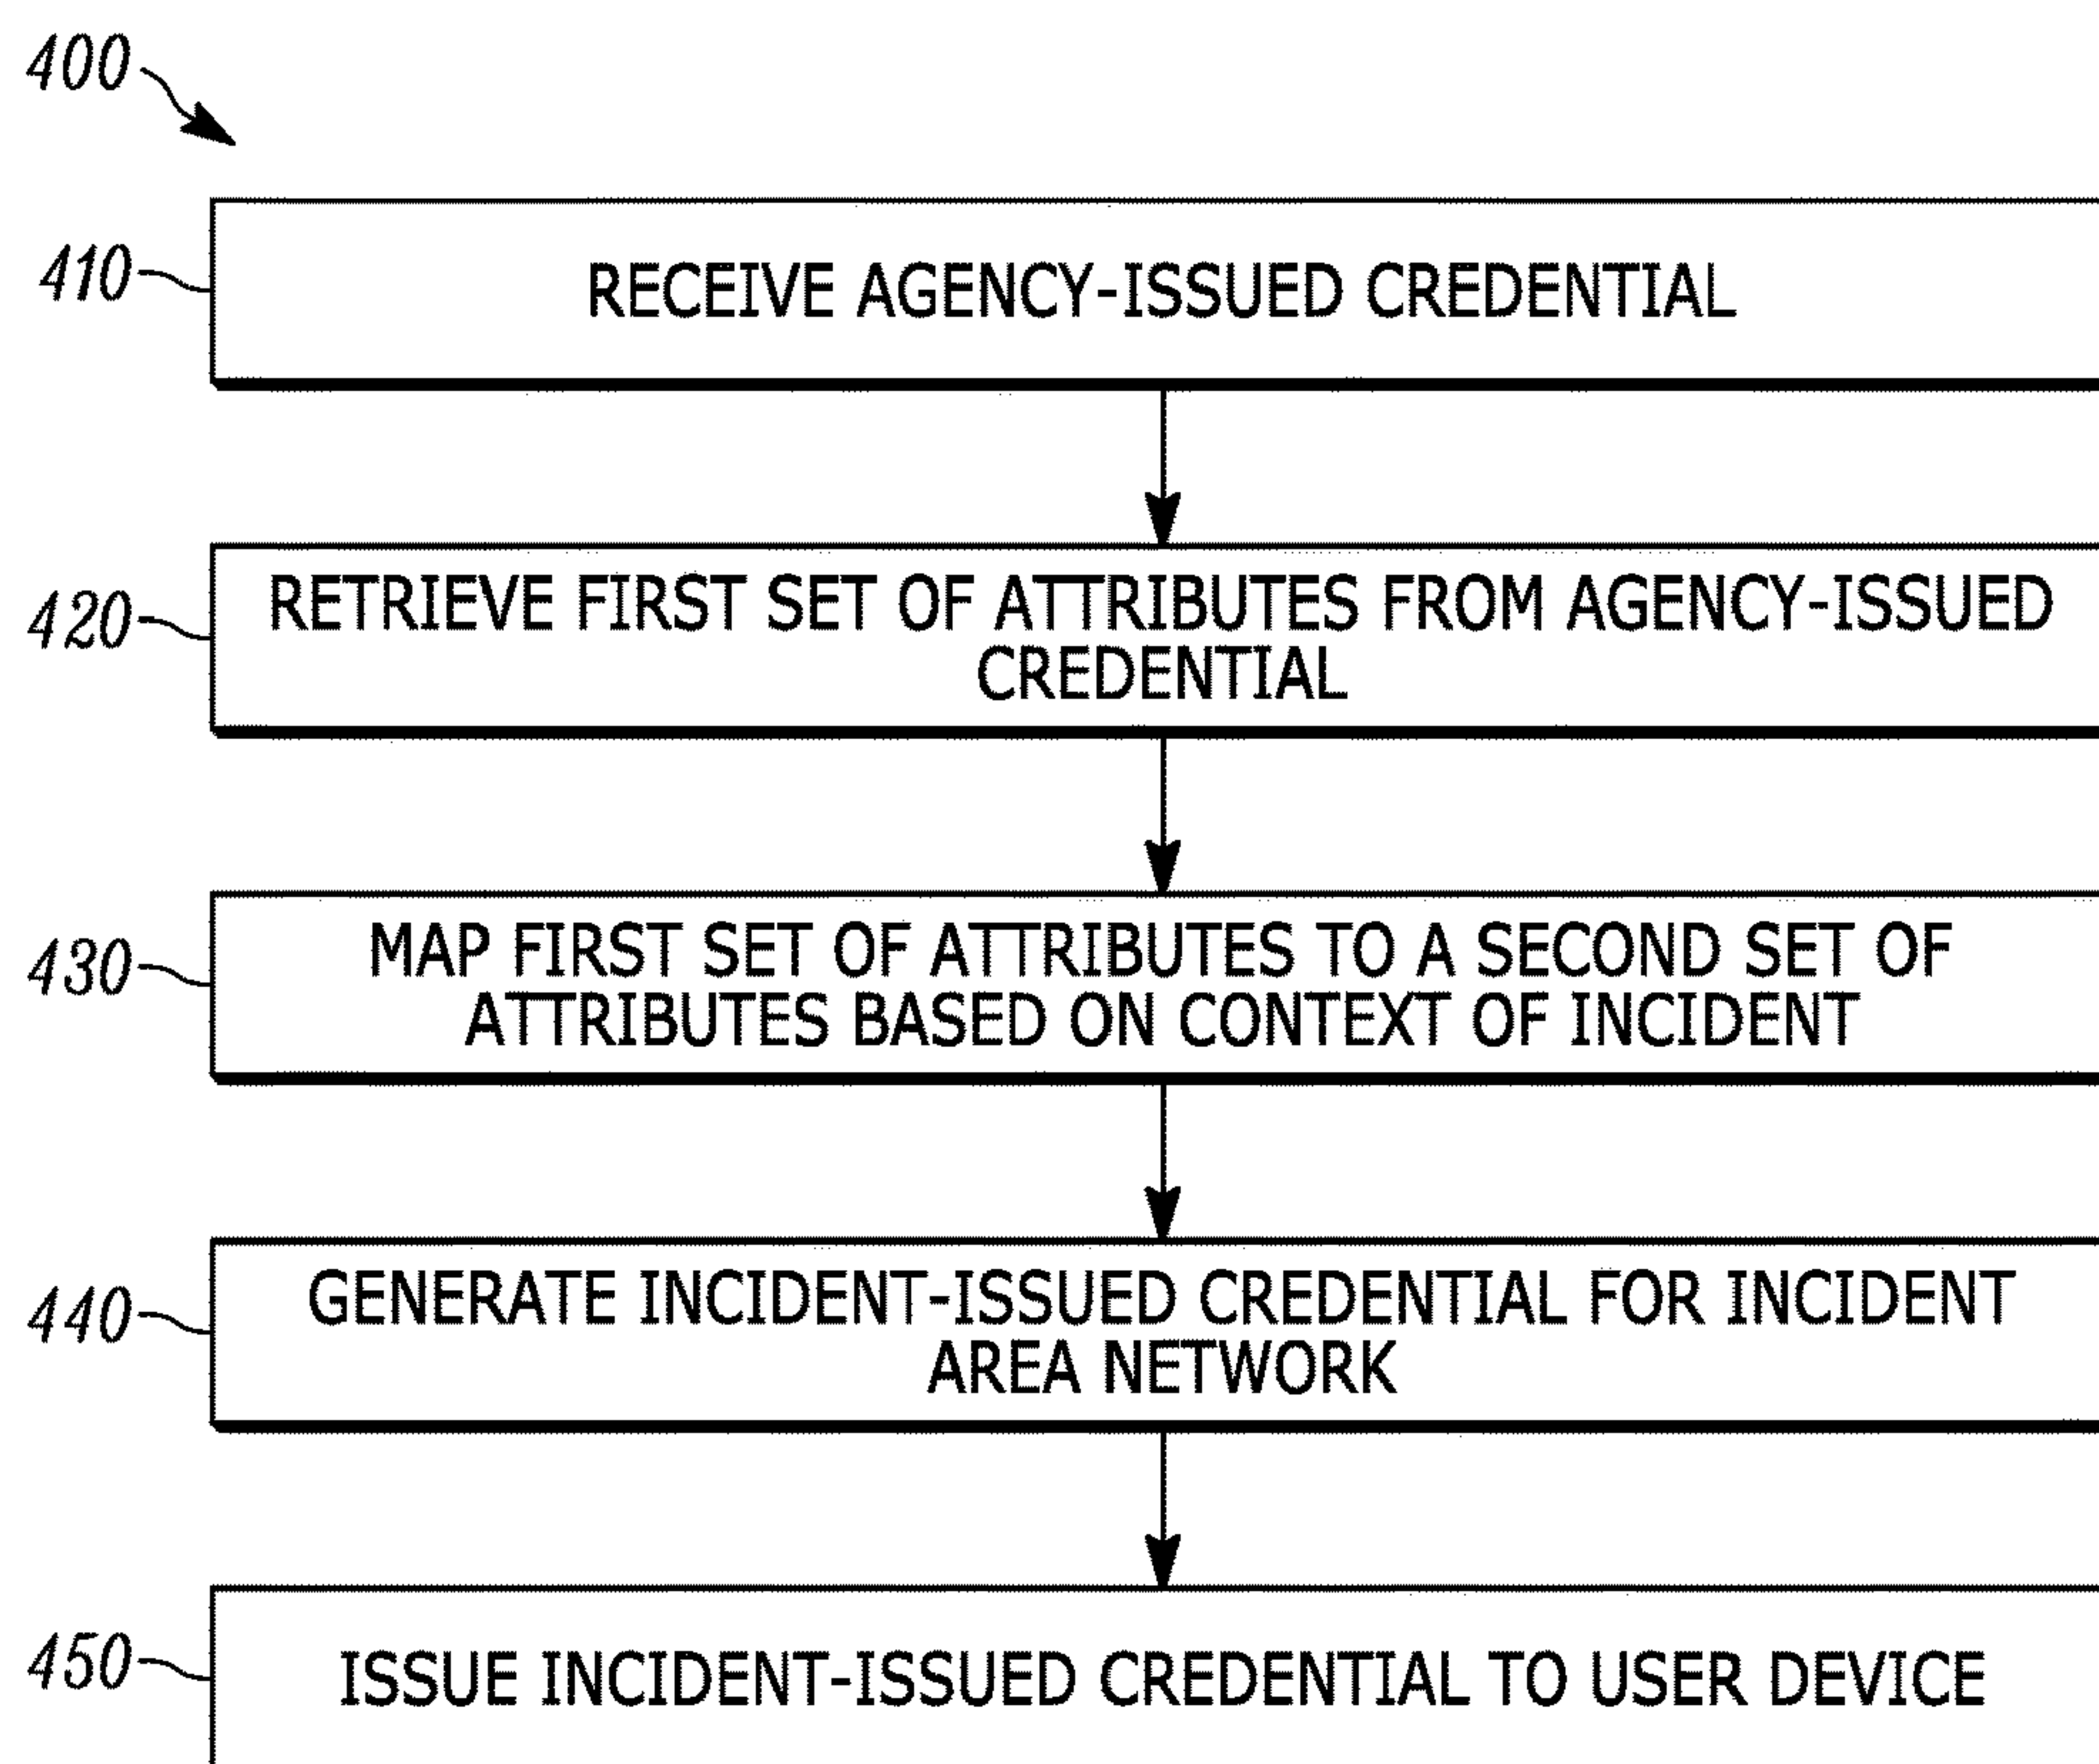 400
410
RECEIVE AGENCY-ISSUED CREDENTIAL
420
RETRIEVE FIRST SET OF ATTRIBUTES FROM AGENCY-ISSUED
CREDENTIAL
430
MAP FIRST SET OF ATTRIBUTES TO A SECOND SET OF
ATTRIBUTES BASED ON CONTEXT OF INCIDENT
440
GENERATE INCIDENT-ISSUED CREDENTIAL FOR INCIDENT
AREA NETWORK
450
ISSUE INCIDENT-ISSUED CREDENTIAL TO USER DEVICE